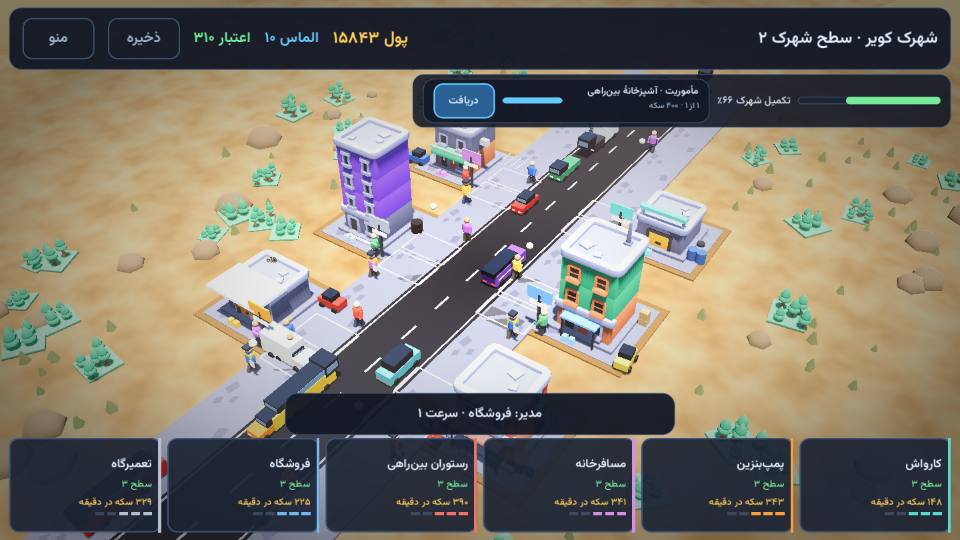 شهرک کویر · سطح شهرک ۲
پول ۱۵۸۴۳
الماس ۱۰
اعتبار ۳۱۰
ذخیره
منو
تکمیل شهرک ۶۶٪
مأموریت · آشپزخانهٔ بین‌راهی
۱ از ۱ · ۴۰۰ سکه
دریافت
مدیر: فروشگاه · سرعت ۱
کارواش
سطح ۳
۱۴۸ سکه در دقیقه
پمپ‌بنزین
سطح ۳
۳۴۳ سکه در دقیقه
مسافرخانه
سطح ۳
۳۴۱ سکه در دقیقه
رستوران بین‌راهی
سطح ۳
۳۹۰ سکه در دقیقه
فروشگاه
سطح ۳
۲۲۵ سکه در دقیقه
تعمیرگاه
سطح ۳
۳۲۹ سکه در دقیقه